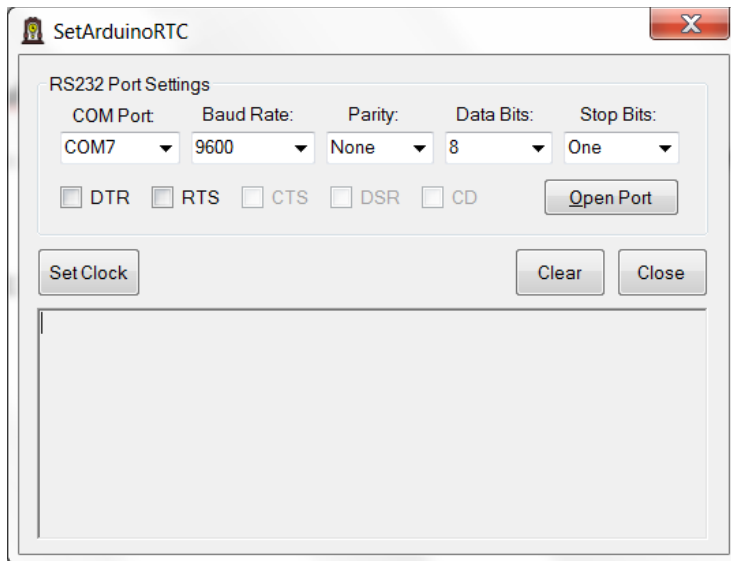 SetArduinoRTC
RS232 Port Settings
COM Port: Baud Rate: Parity: Data Bits: Stop Bits:
COM7 9600 None 8 One
DTR RTS CTS DSR CD Open Port
Set Clock Clear Close